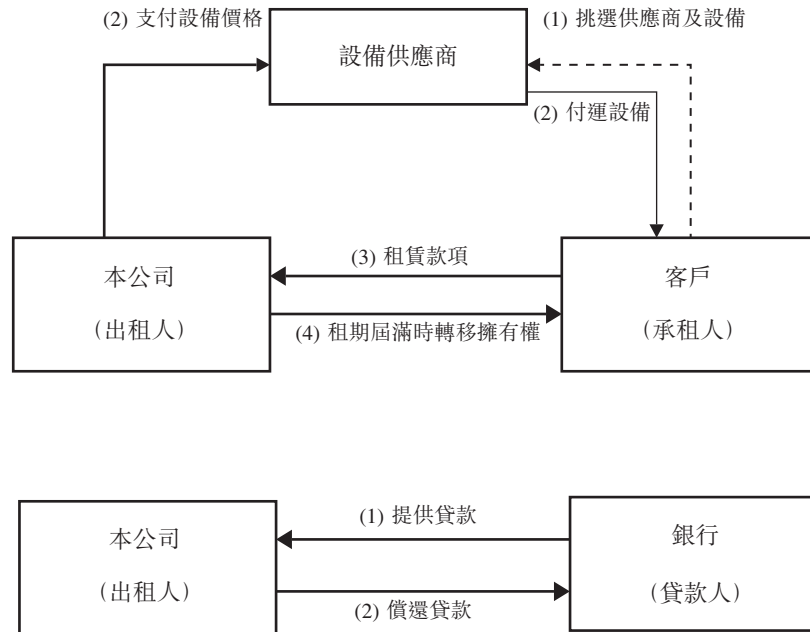 (2) 支付設備價格
(1) 挑選供應商及設備
設備供應商
(2) 付運設備
本公司
(出租人)
(3) 租賃款項
(4) 租期屆滿時轉移擁有權
客戶
(承租人)
本公司
(出租人)
(1) 提供貸款
(2) 償還貸款
銀行
(貸款人)